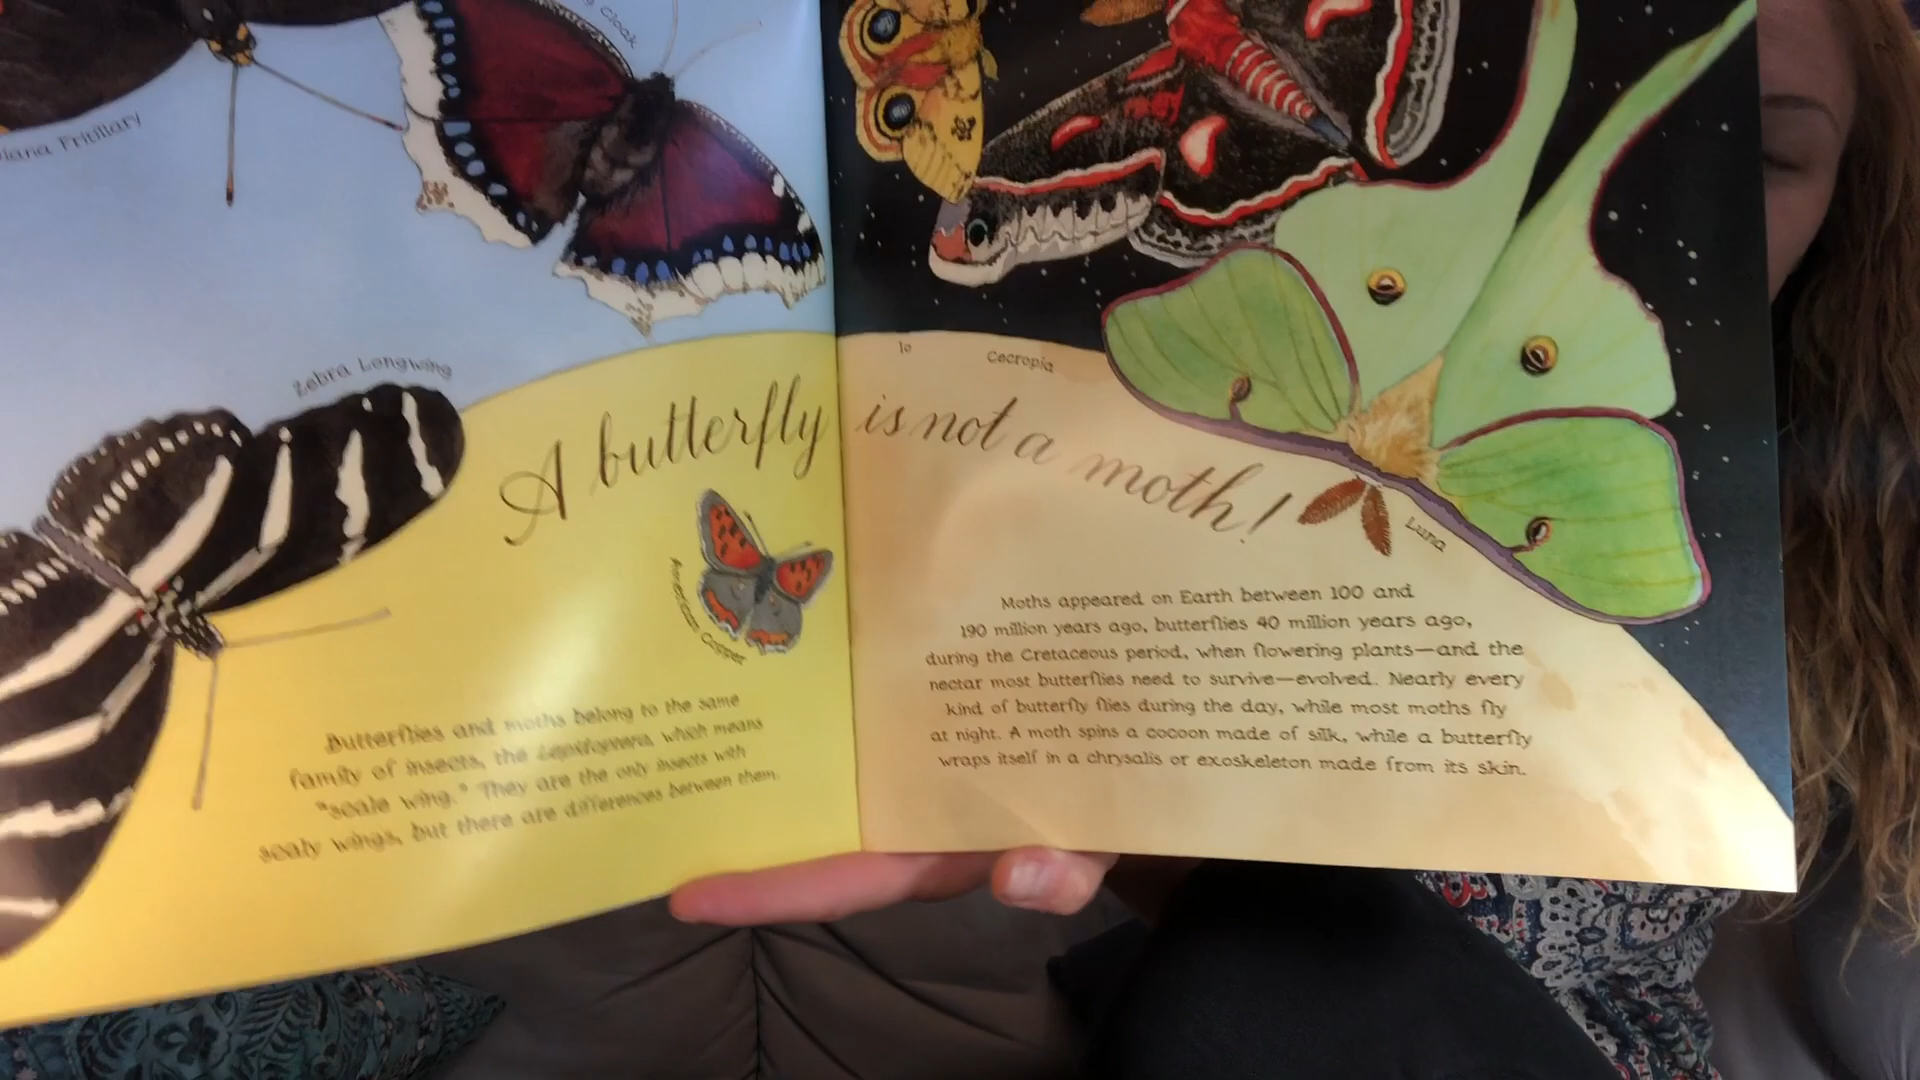 g Cloak
Diana Fritillary
Zebra Longwing
A butterfly is not a moth!
American Copper
Butterflies and moths belong to the same
family of insects, the Lepidoptera, which means
"scale wing." They are the only insects with
scaly wings, but there are differences between them.
Io
Cecropia
Luna
Moths appeared on Earth between 100 and
190 million years ago, butterflies 40 million years ago,
during the Cretaceous period, when flowering plants—and the
nectar most butterflies need to survive—evolved. Nearly every
kind of butterfly flies during the day, while most moths fly
at night. A moth spins a cocoon made of silk, while a butterfly
wraps itself in a chrysalis or exoskeleton made from its skin.